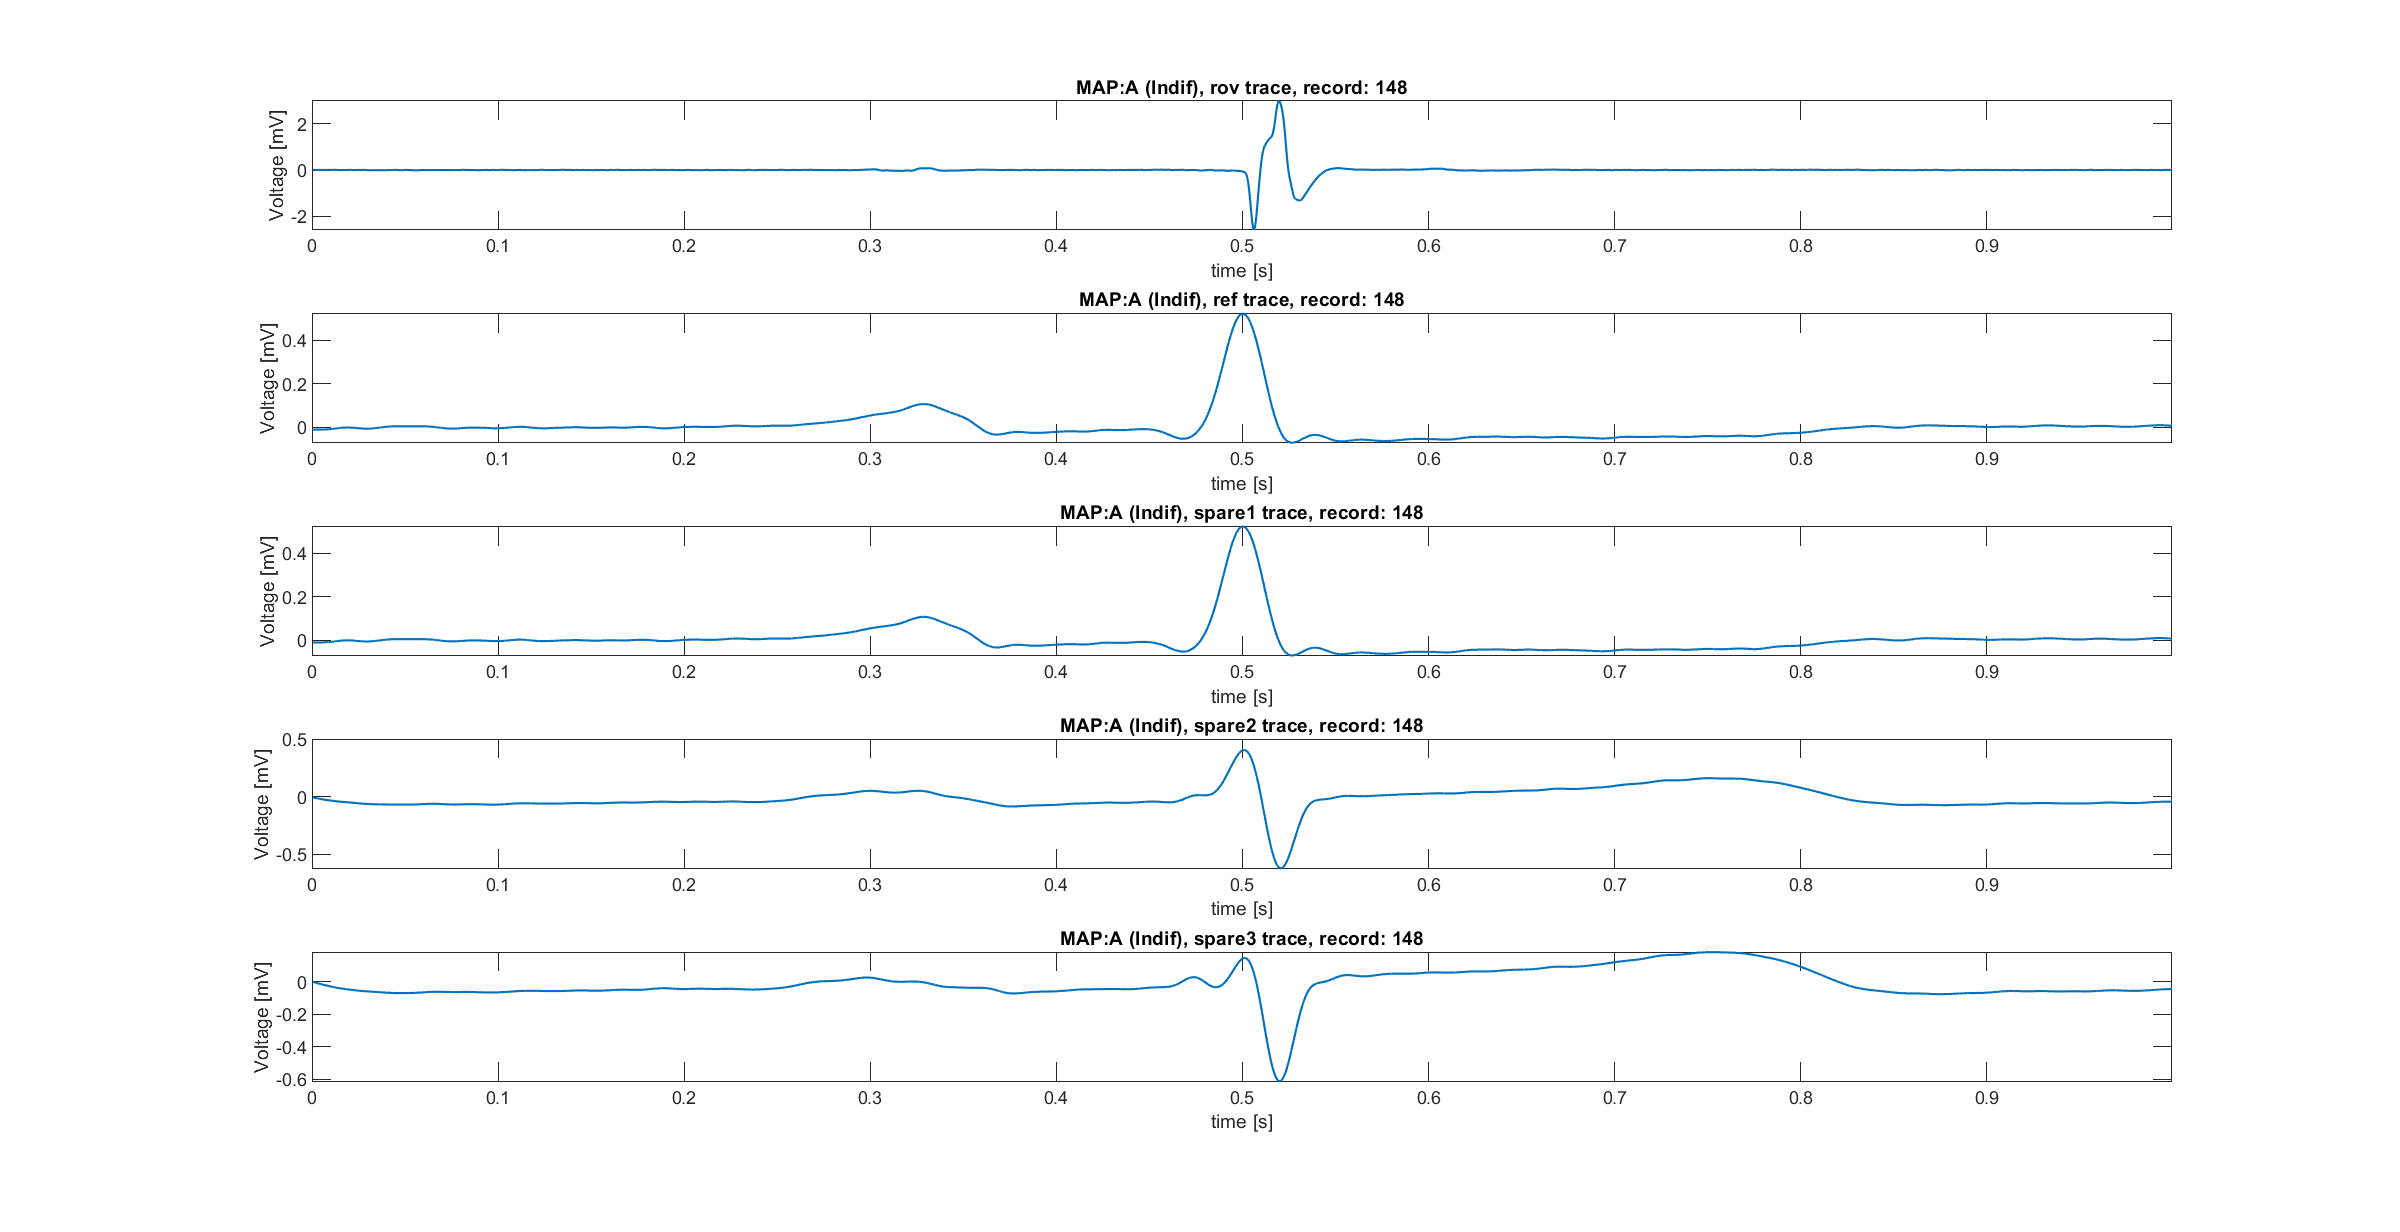 MAP:A (Indif), rov trace, record: 148
Voltage [mV]
2
0
-2
0 0.1 0.2 0.3 0.4 0.5 0.6 0.7 0.8 0.9
time [s]
MAP:A (Indif), ref trace, record: 148
Voltage [mV]
0.4
0.2
0
0 0.1 0.2 0.3 0.4 0.5 0.6 0.7 0.8 0.9
time [s]
MAP:A (Indif), spare1 trace, record: 148
Voltage [mV]
0.4
0.2
0
0 0.1 0.2 0.3 0.4 0.5 0.6 0.7 0.8 0.9
time [s]
MAP:A (Indif), spare2 trace, record: 148
Voltage [mV]
0.5
0
-0.5
0 0.1 0.2 0.3 0.4 0.5 0.6 0.7 0.8 0.9
time [s]
MAP:A (Indif), spare3 trace, record: 148
Voltage [mV]
0
-0.2
-0.4
-0.6
0 0.1 0.2 0.3 0.4 0.5 0.6 0.7 0.8 0.9
time [s]